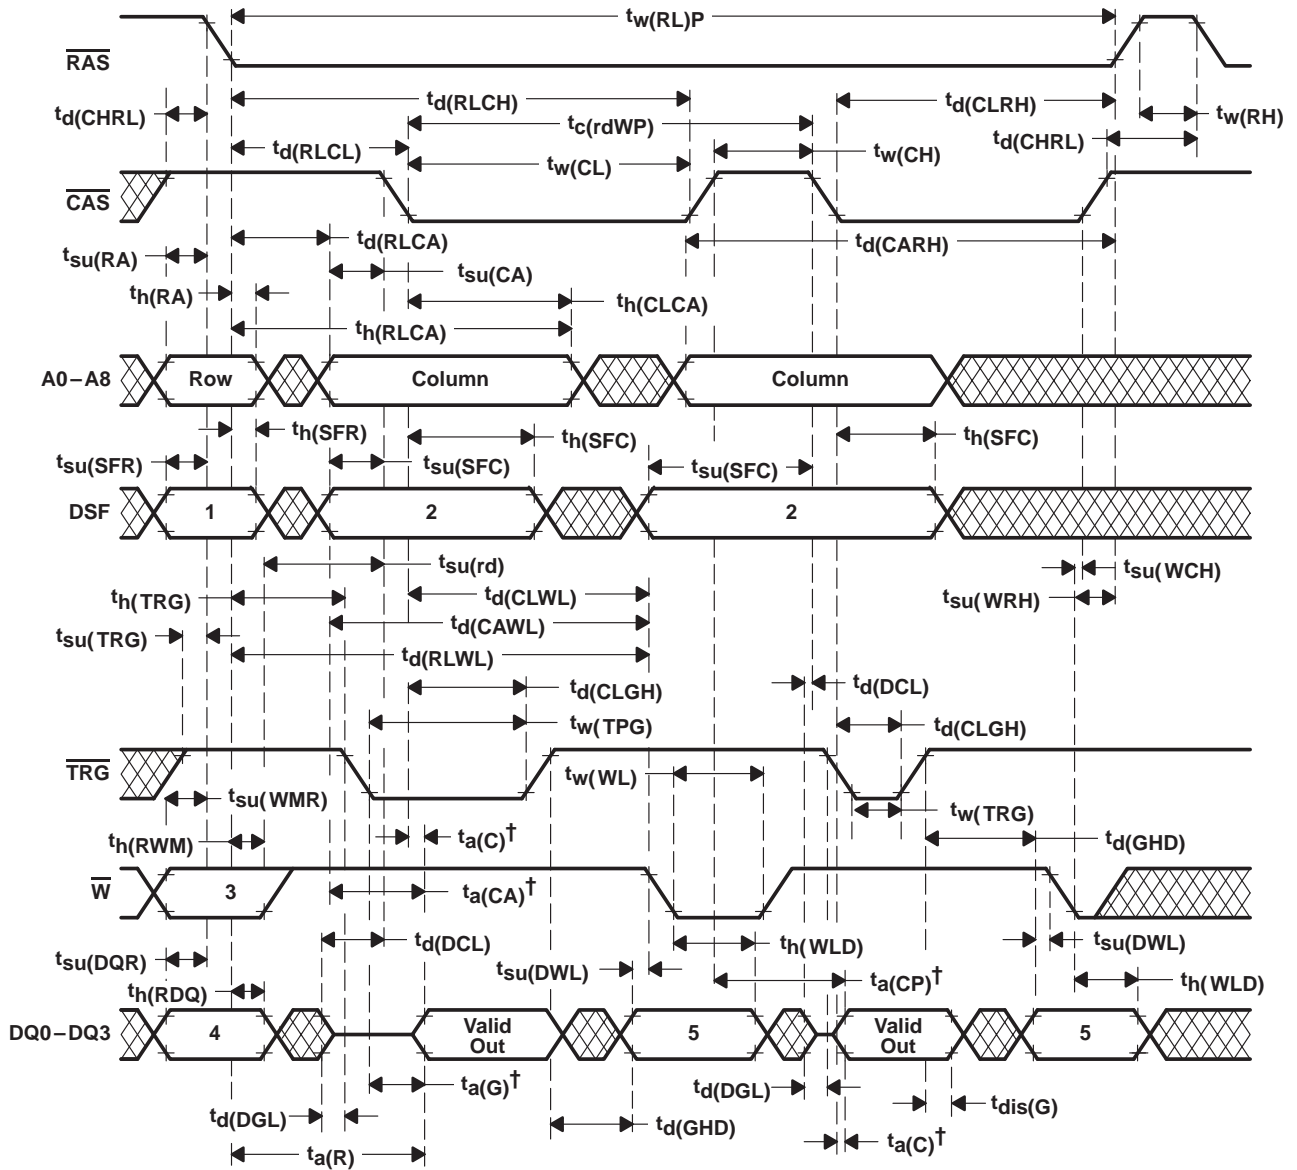 tw(RL)P
RAS
td(CHRL)
td(RLCH)
td(CLRH)
tw(RH)
tc(rdWP)
td(CHRL)
td(RLCL)
tw(CL)
tw(CH)
CAS
td(RLCA)
td(CARH)
tsu(RA)
tsu(CA)
th(RA)
th(CLCA)
th(RLCA)
A0–A8
Row
Column
Column
th(SFR)
th(SFC)
th(SFC)
tsu(SFR)
tsu(SFC)
tsu(SFC)
DSF
1
2
2
tsu(rd)
tsu(WCH)
th(TRG)
td(CLWL)
tsu(WRH)
td(CAWL)
tsu(TRG)
td(RLWL)
td(CLGH)
td(DCL)
tw(TPG)
td(CLGH)
TRG
tw(WL)
tsu(WMR)
tw(TRG)
th(RWM)
ta(C)†
td(GHD)
W
3
ta(CA)†
td(DCL)
th(WLD)
tsu(DWL)
tsu(DQR)
tsu(DWL)
ta(CP)†
th(WLD)
th(RDQ)
DQ0–DQ3
4
Valid
Out
5
Valid
Out
5
ta(G)†
td(DGL)
td(DGL)
tdis(G)
td(GHD)
ta(C)†
ta(R)